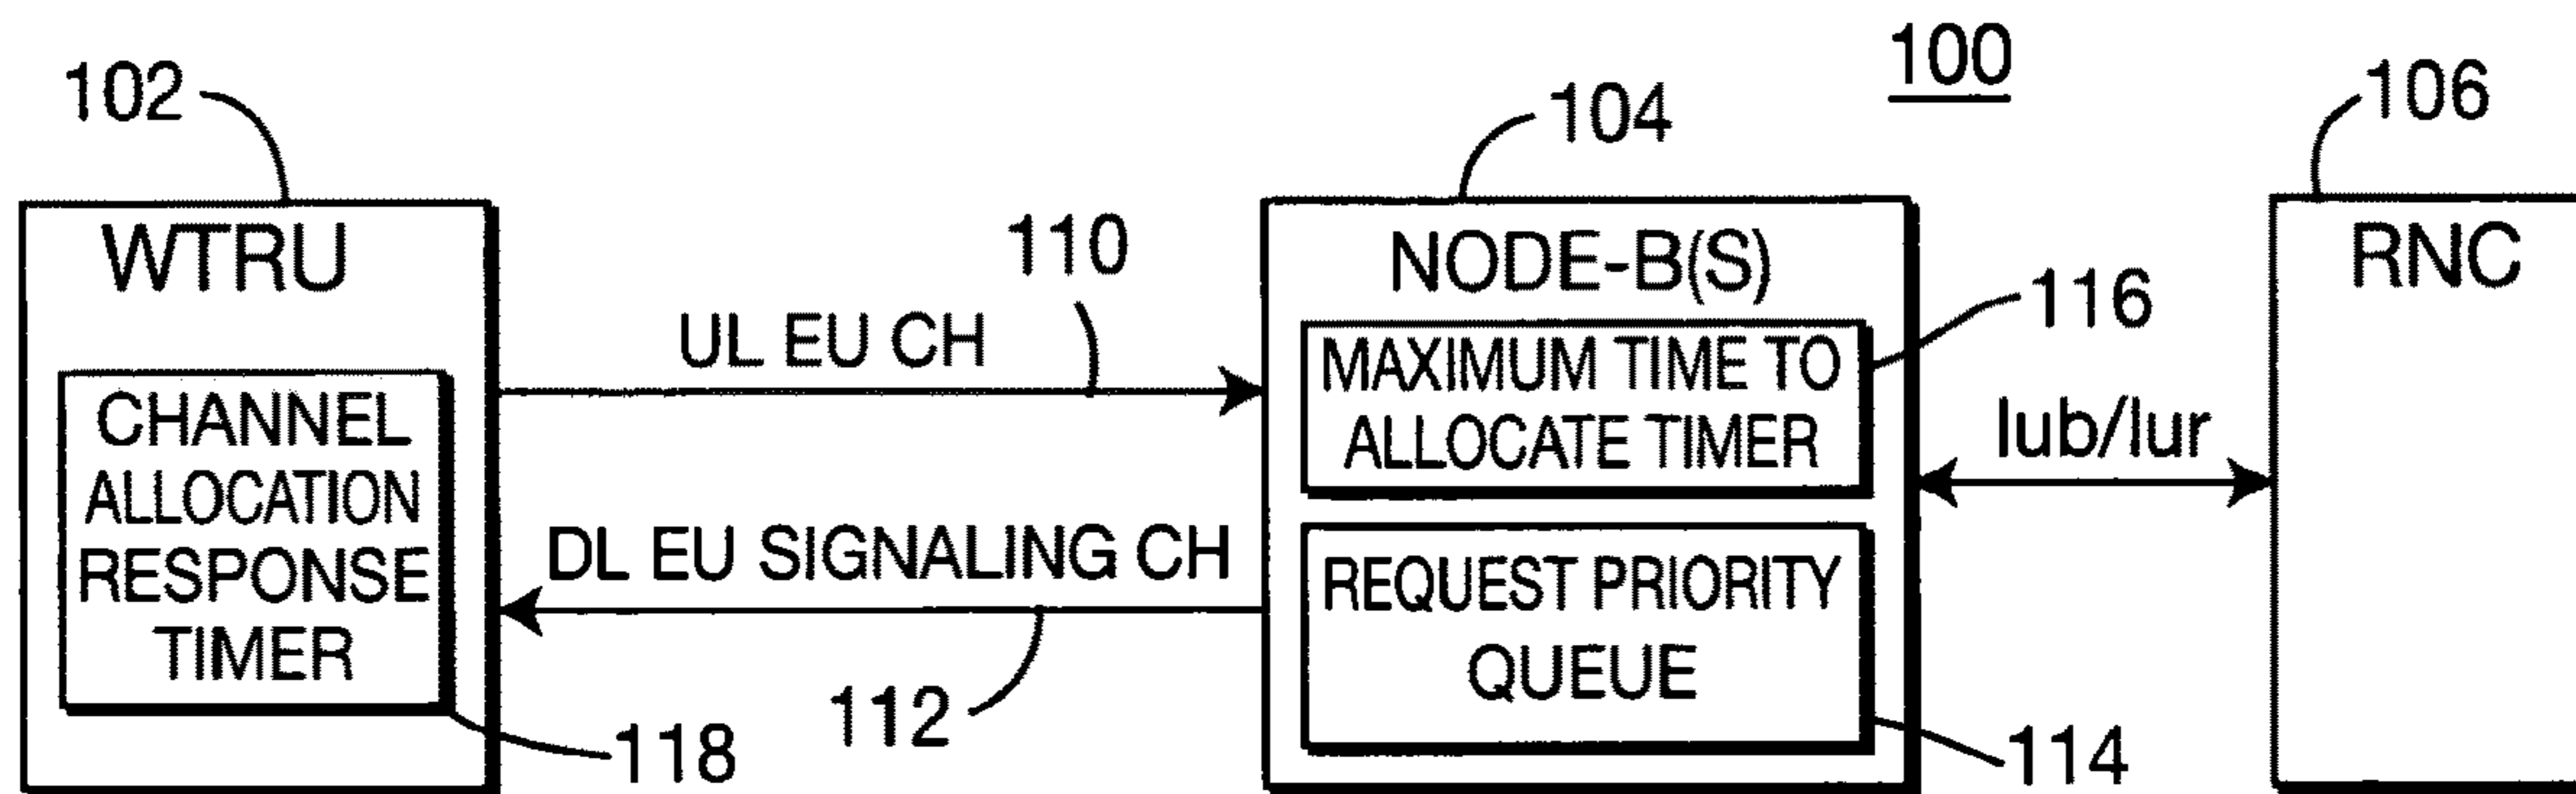 100
102
104
106
WTRU
NODE-B(S)
RNC
110
116
UL EU CH
MAXIMUM TIME TO
ALLOCATE TIMER
CHANNEL
ALLOCATION
RESPONSE
TIMER
Iub/Iur
DL EU SIGNALING CH
REQUEST PRIORITY
QUEUE
112
118
114